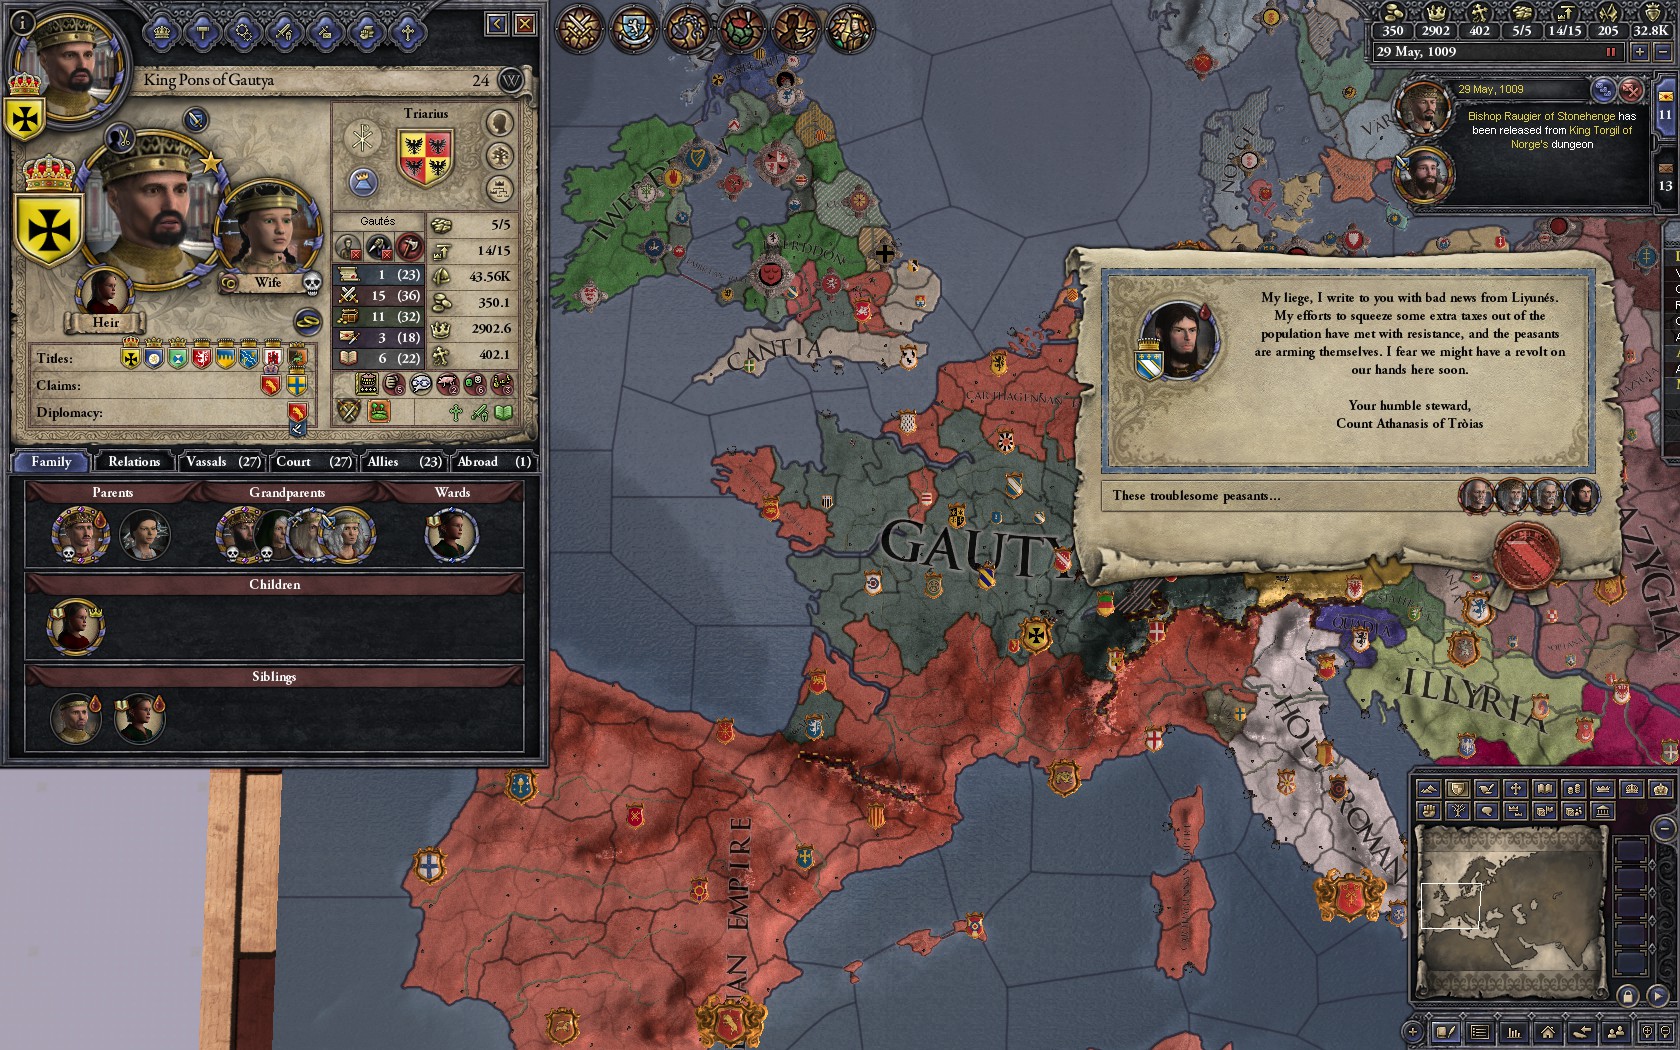 King Pons of Gautya
24
Triarius
Gautés
Wife
Heir
Titles:
Claims:
Diplomacy:
1 (23)
15 (36)
11 (32)
3 (18)
6 (22)
5/5
14/15
43.56K
350.1
2902.6
402.1
Family
Relations
Vassals (27)
Court (27)
Allies (23)
Abroad (1)
Parents
Grandparents
Wards
Children
Siblings
350
2902
402
5/5
14/15
205
32.8K
29 May, 1009
29 May, 1009
Bishop Raugier of Stonehenge has
been released from King Torgil of
Norge's dungeon
11
13
My liege, I write to you with bad news from Liyunés.
My efforts to squeeze some extra taxes out of the
population have met with resistance, and the peasants
are arming themselves. I fear we might have a revolt on
our hands here soon.
Your humble steward,
Count Athanasis of Tròias
These troublesome peasants...
NORGE
CANTIA
GAUTY
ILLYRIA
AZYGIA
HOL
ROMAN
IAN EMPIRE